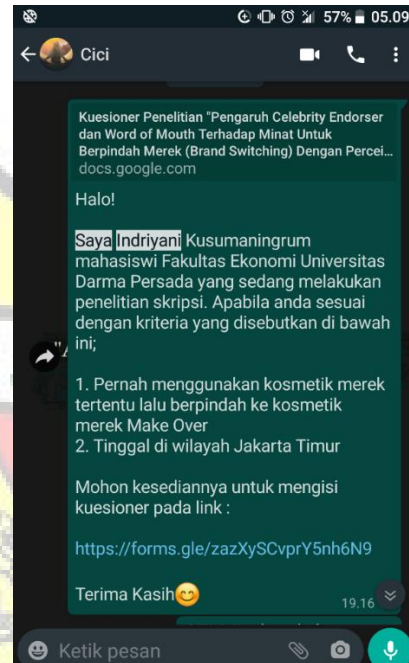 57% 05.09
Cici
Kuesioner Penelitian "Pengaruh Celebrity Endorser
dan Word of Mouth Terhadap Minat Untuk
Berpindah Merek (Brand Switching) Dengan Percei...
docs.google.com
Halo!
Saya Indriyani Kusumaningrum
mahasiswi Fakultas Ekonomi Universitas
Darma Persada yang sedang melakukan
penelitian skripsi. Apabila anda sesuai
dengan kriteria yang disebutkan di bawah
ini;
1. Pernah menggunakan kosmetik merek
tertentu lalu berpindah ke kosmetik
merek Make Over
2. Tinggal di wilayah Jakarta Timur
Mohon kesediannya untuk mengisi
kuesioner pada link :
https://forms.gle/zazXySCvprY5nh6N9
Terima Kasih😊
19.16
Ketik pesan